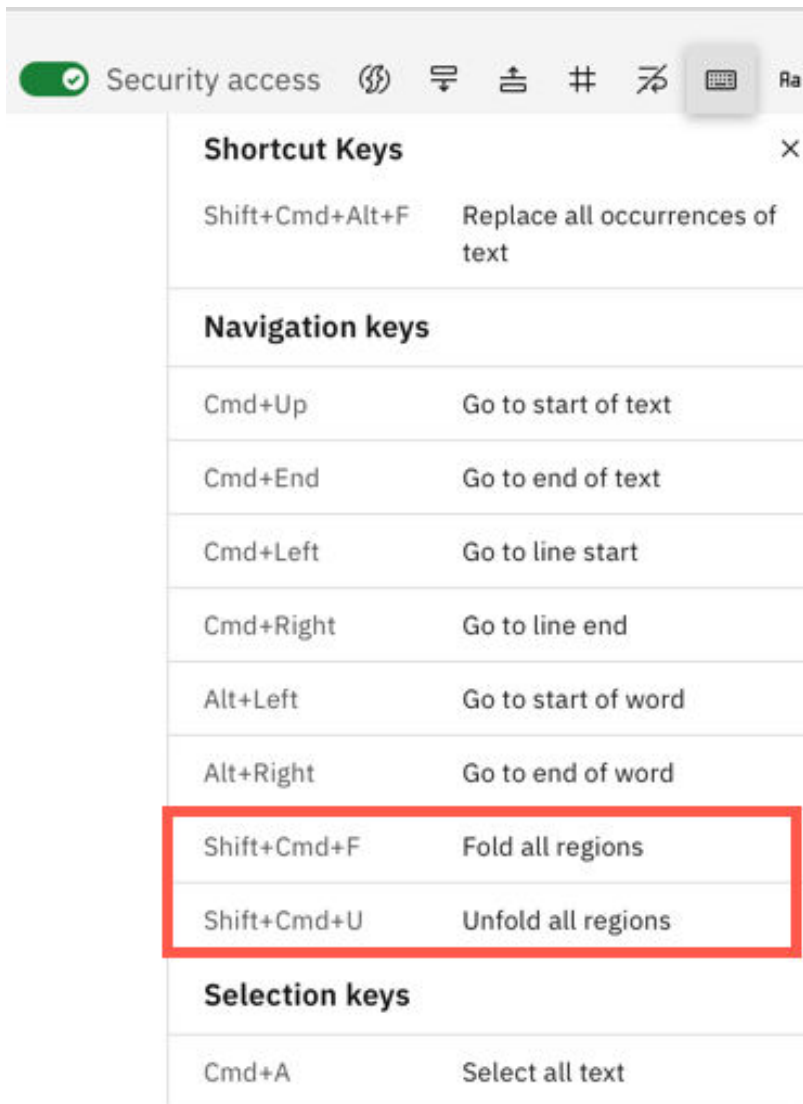 Security access
Aa
Shortcut Keys
Shift+Cmd+Alt+F Replace all occurrences of
text
Navigation keys
Cmd+Up Go to start of text
Cmd+End Go to end of text
Cmd+Left Go to line start
Cmd+Right Go to line end
Alt+Left Go to start of word
Alt+Right Go to end of word
Shift+Cmd+F Fold all regions
Shift+Cmd+U Unfold all regions
Selection keys
Cmd+A Select all text